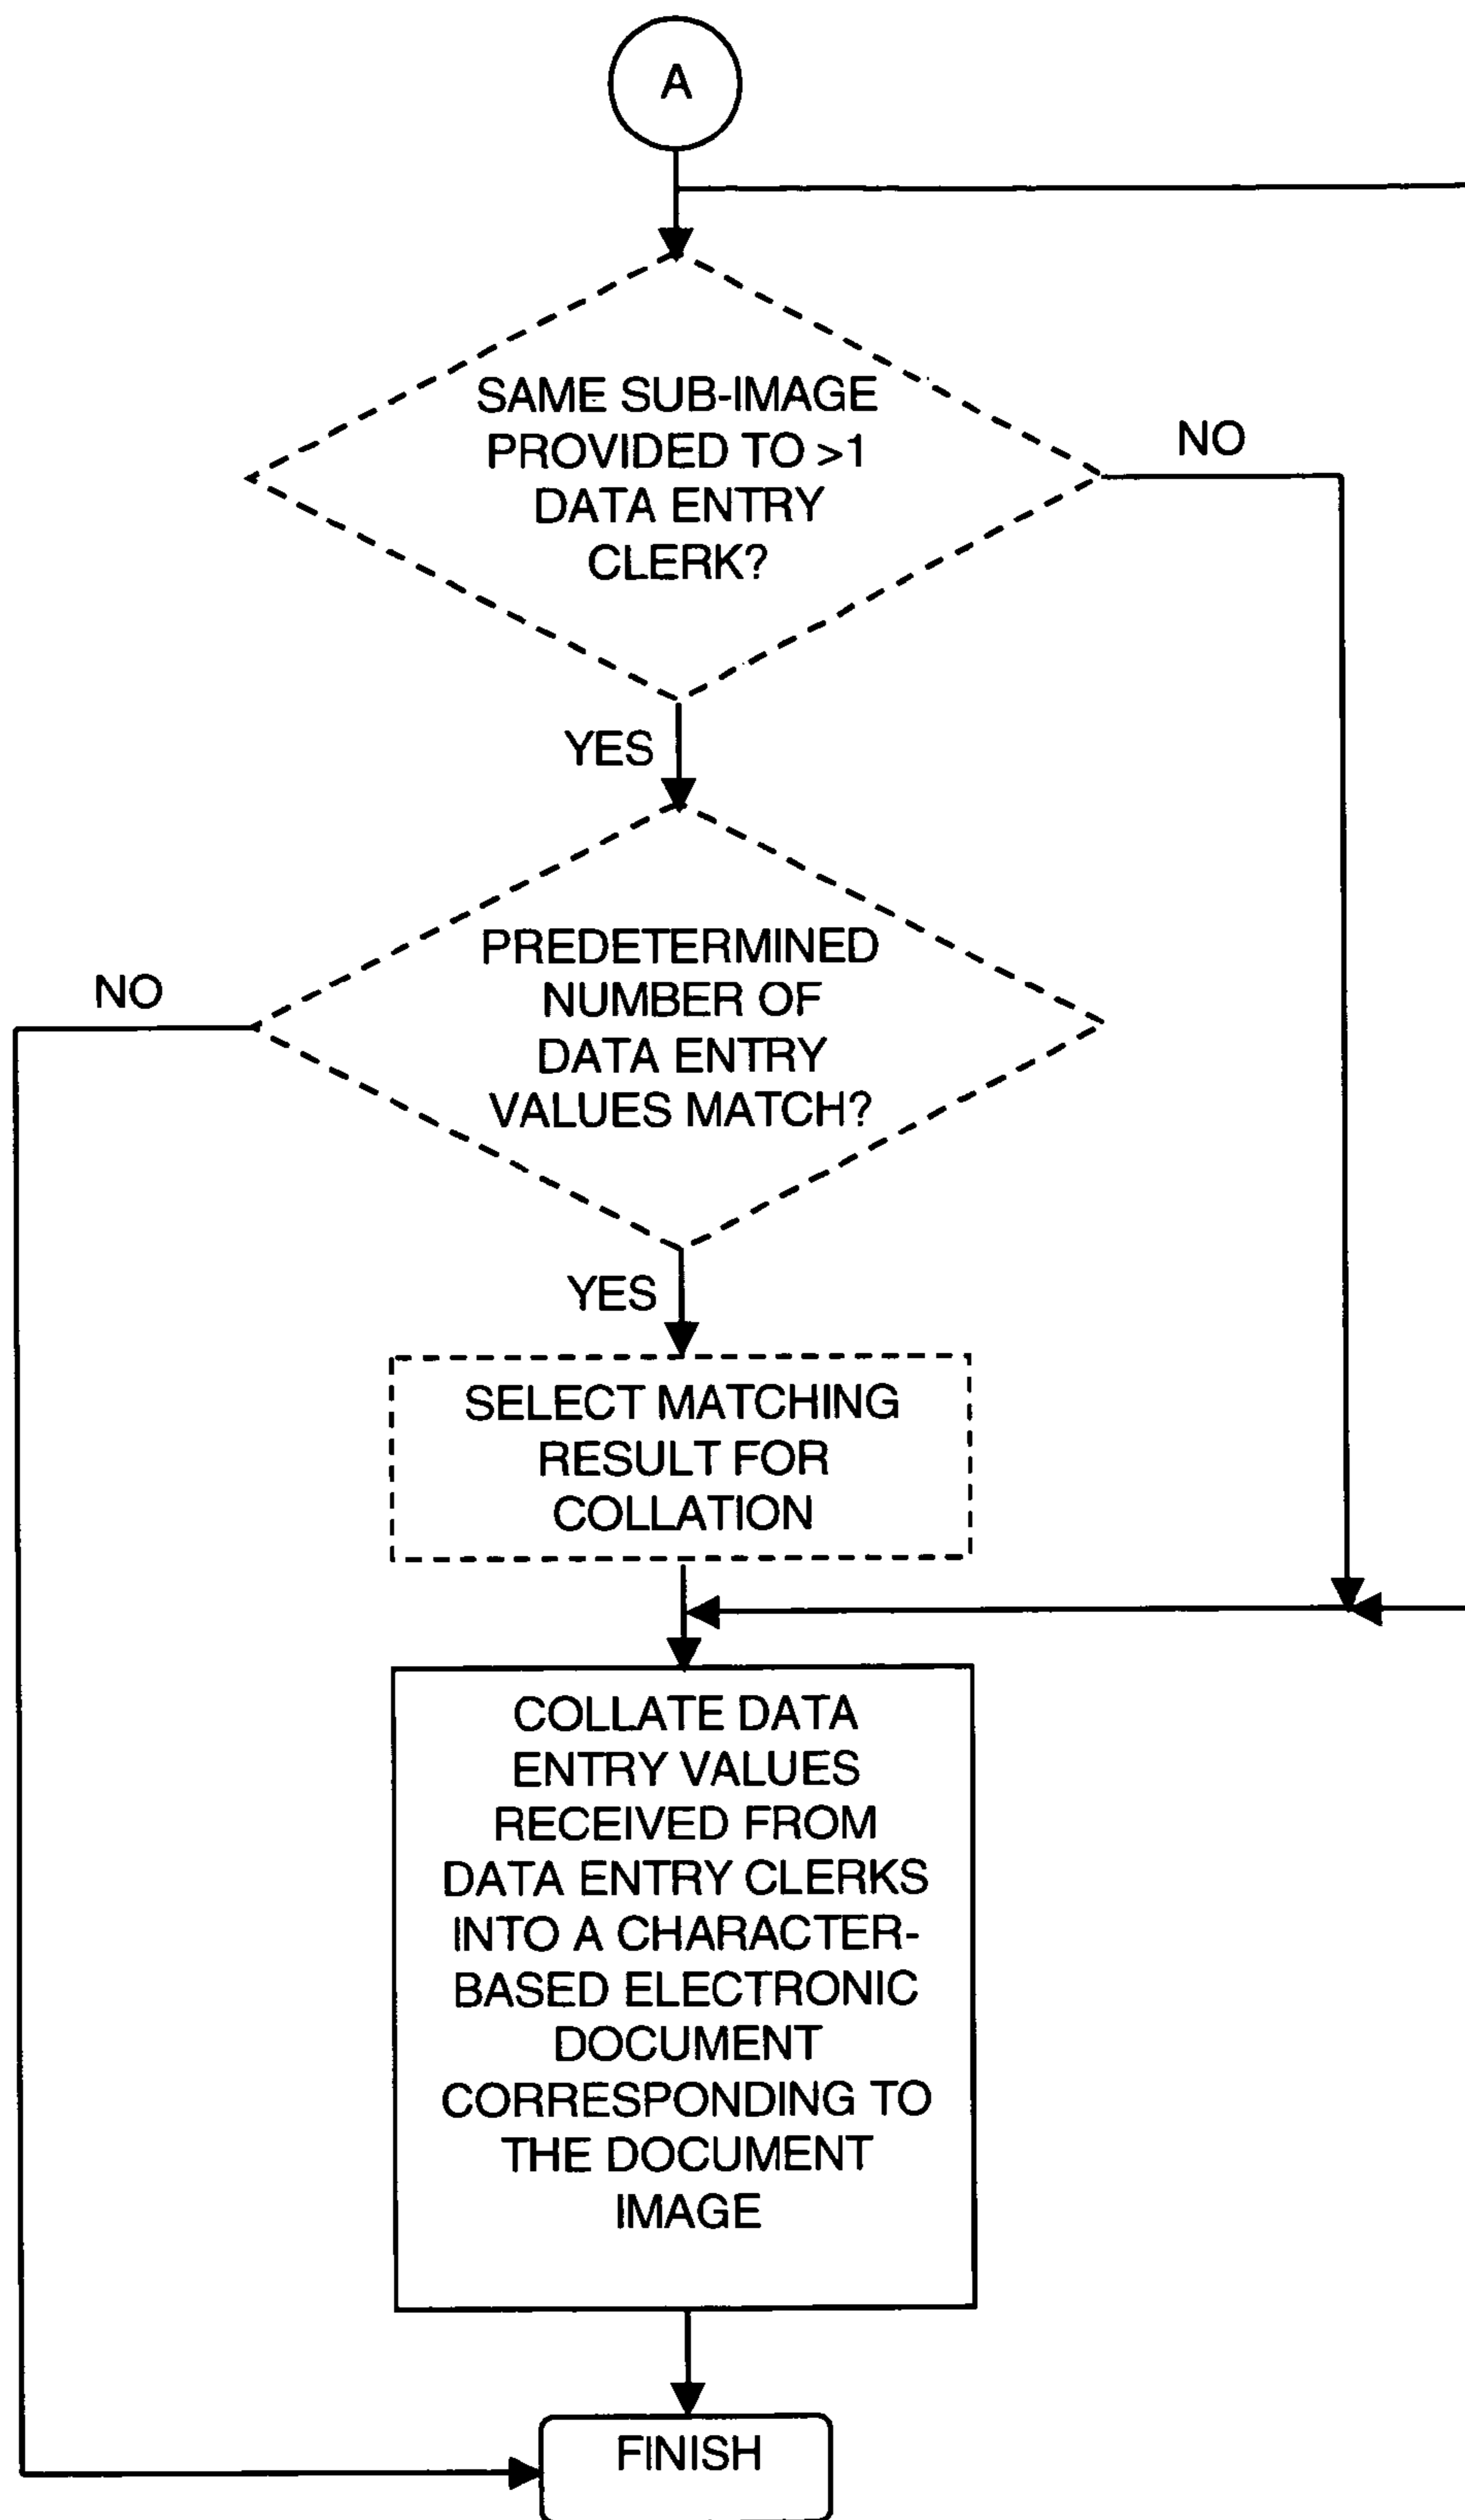 A
SAME SUB-IMAGE
PROVIDED TO >1
DATA ENTRY
CLERK?
NO
YES
PREDETERMINED
NUMBER OF
DATA ENTRY
VALUES MATCH?
NO
YES
SELECT MATCHING
RESULT FOR
COLLATION
COLLATE DATA
ENTRY VALUES
RECEIVED FROM
DATA ENTRY CLERKS
INTO A CHARACTER-
BASED ELECTRONIC
DOCUMENT
CORRESPONDING TO
THE DOCUMENT
IMAGE
FINISH